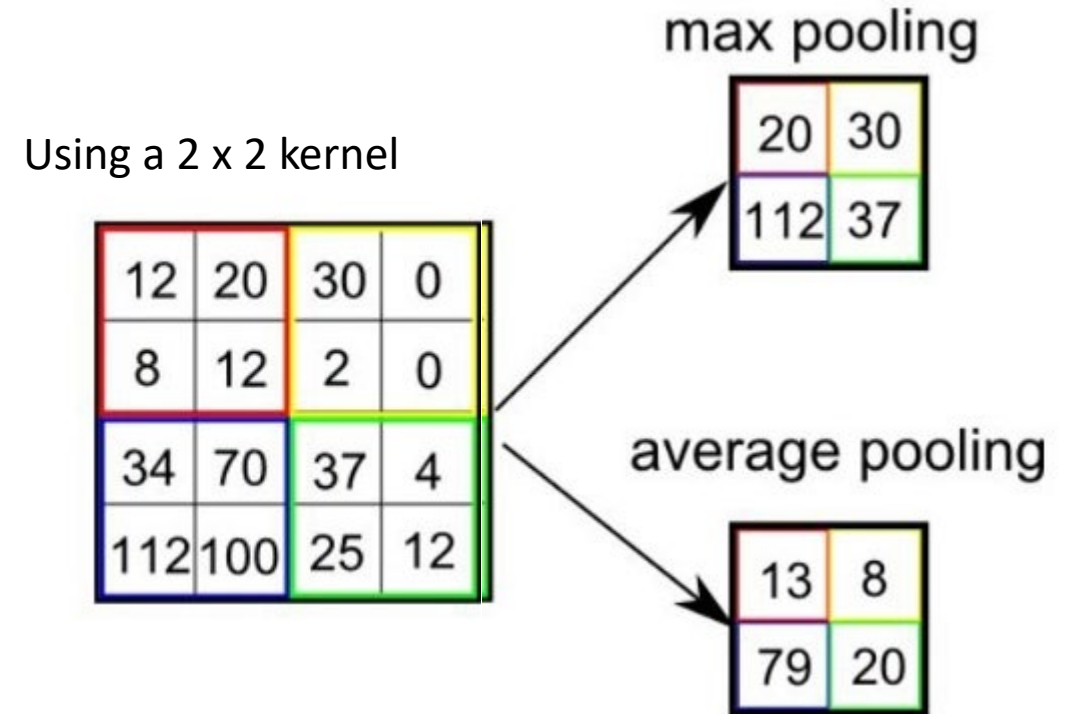 max pooling
20 30
112 37
Using a 2 x 2 kernel
12 20 30 0
8 12 2 0
34 70 37 4
112 100 25 12
average pooling
13 8
79 20